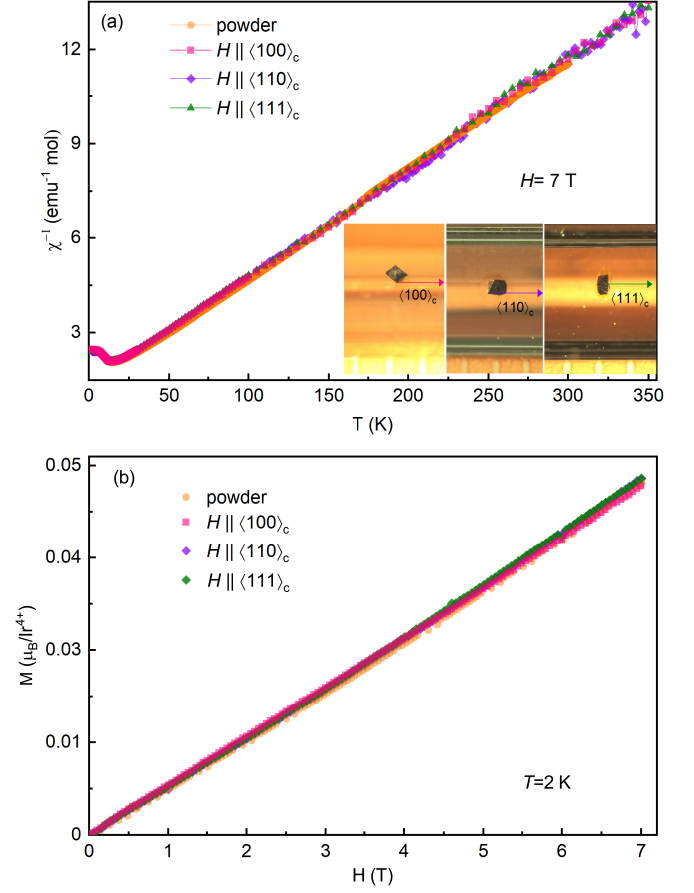 (a)
powder
H || ⟨100⟩c
H || ⟨110⟩c
H || ⟨111⟩c
H= 7 T
⟨100⟩c
⟨110⟩c
⟨111⟩c
χ⁻¹ (emu⁻¹ mol)
12
9
6
3
0 50 100 150 200 250 300 350
T (K)
(b)
powder
H || ⟨100⟩c
H || ⟨110⟩c
H || ⟨111⟩c
T=2 K
M (μB/Ir⁴⁺)
0.05
0.04
0.03
0.01
0
0 1 2 3 4 5 6 7
H (T)